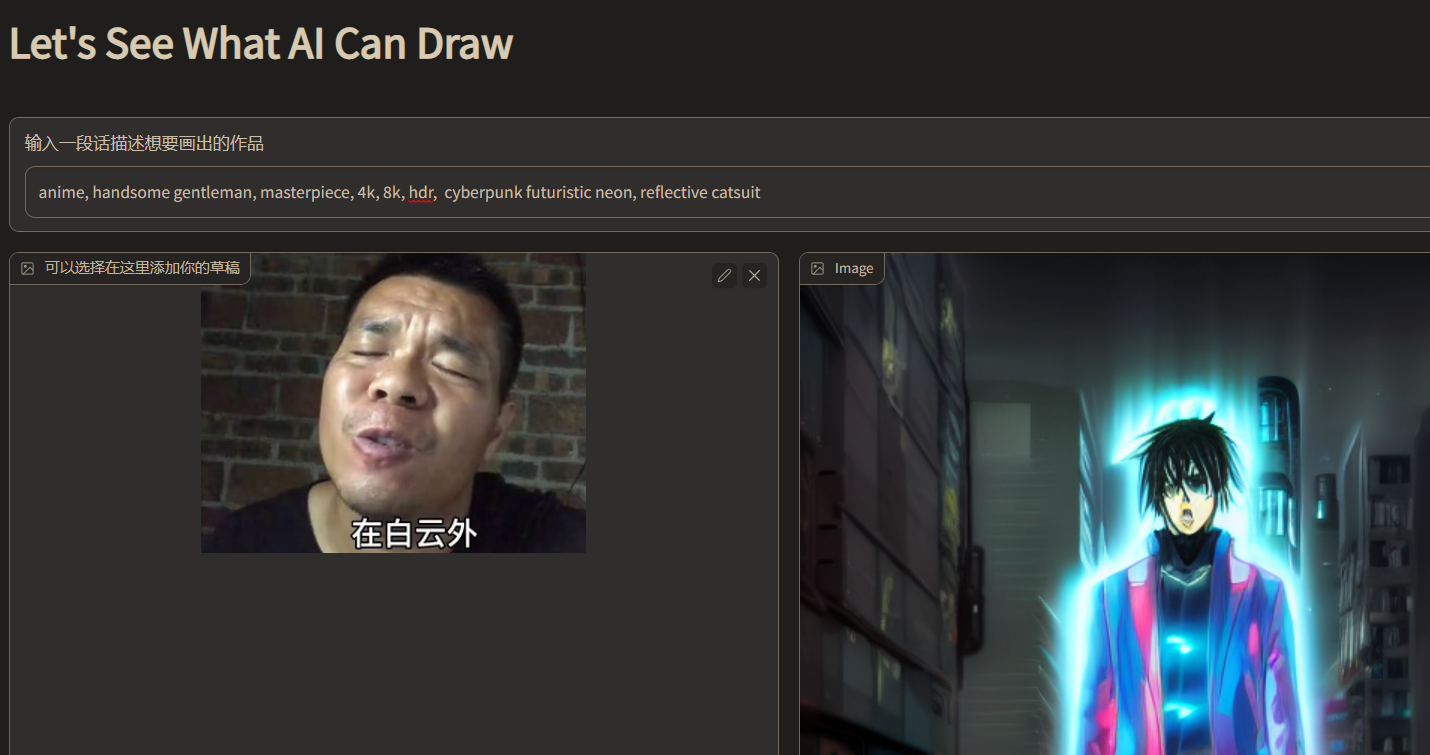 Let's See What AI Can Draw
输入一段话描述想要画出的作品
anime, handsome gentleman, masterpiece, 4k, 8k, hdr,  cyberpunk futuristic neon, reflective catsuit
可以选择在这里添加你的草稿
Image
在白云外